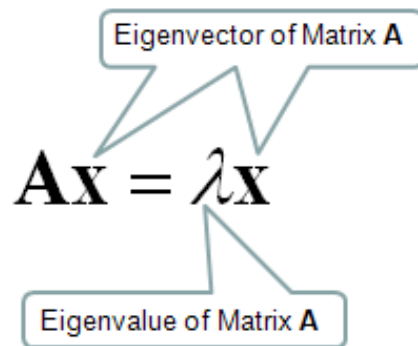 Eigenvector of Matrix A
Ax = λx
Eigenvalue of Matrix A